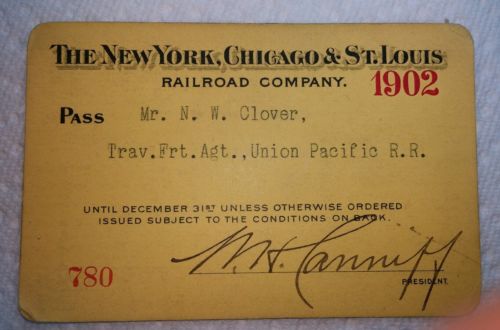 THE NEW YORK, CHICAGO & ST. LOUIS
RAILROAD COMPANY. 1902
PASS Mr. N. W. Clover,
Trav.Frt.Agt.,Union Pacific R.R.
UNTIL DECEMBER 31ST UNLESS OTHERWISE ORDERED
ISSUED SUBJECT TO THE CONDITIONS ON BACK.
780 W. H. Canniff
PRESIDENT